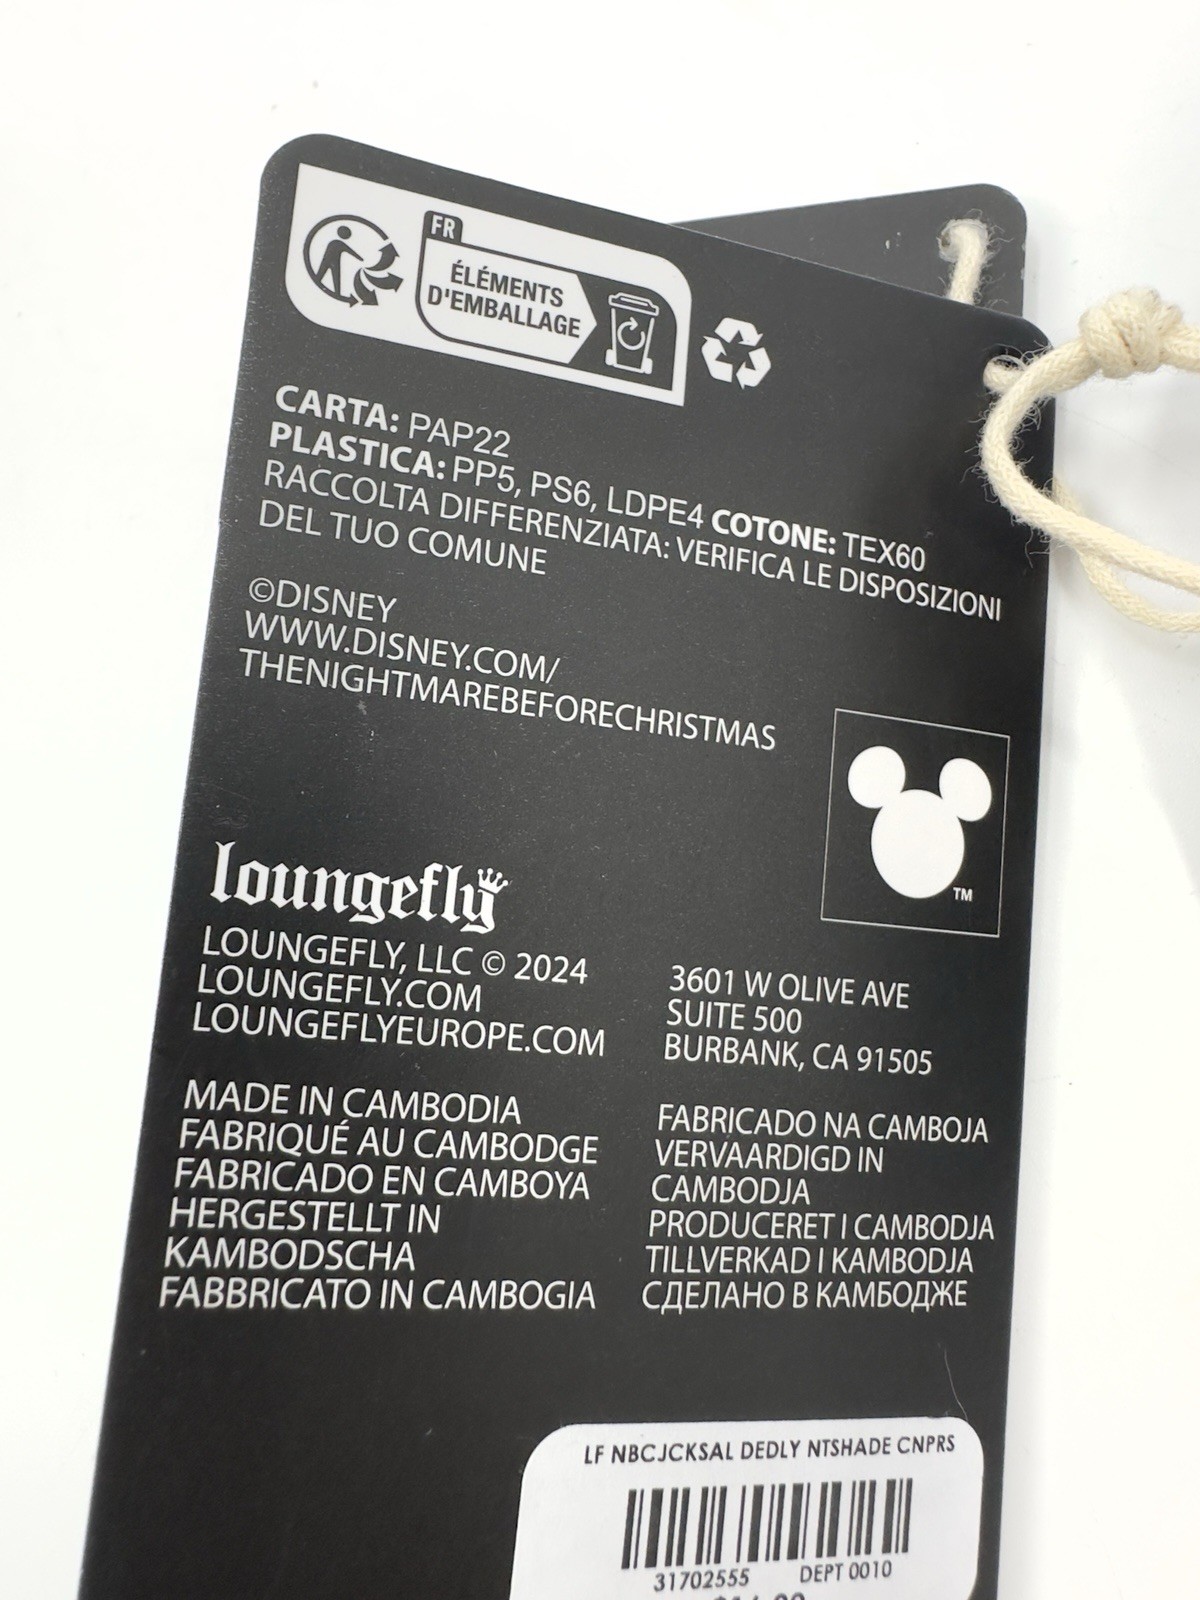 FR
ÉLÉMENTS
D'EMBALLAGE
CARTA: PAP22
PLASTICA: PP5, PS6, LDPE4 COTONE: TEX60
RACCOLTA DIFFERENZIATA: VERIFICA LE DISPOSIZIONI
DEL TUO COMUNE
©DISNEY
WWW.DISNEY.COM/
THENIGHTMAREBEFORECHRISTMAS
TM
loungefly
LOUNGEFLY, LLC © 2024
LOUNGEFLY.COM
LOUNGEFLYEUROPE.COM
3601 W OLIVE AVE
SUITE 500
BURBANK, CA 91505
MADE IN CAMBODIA
FABRIQUÉ AU CAMBODGE
FABRICADO EN CAMBOYA
HERGESTELLT IN
KAMBODSCHA
FABBRICATO IN CAMBOGIA
FABRICADO NA CAMBOJA
VERVAARDIGD IN
CAMBODJA
PRODUCERET I CAMBODJA
TILLVERKAD I KAMBODJA
СДЕЛАНО В КАМБОДЖЕ
LF NBCJCKSAL DEDLY NTSHADE CNPRS
31702555 DEPT 0010